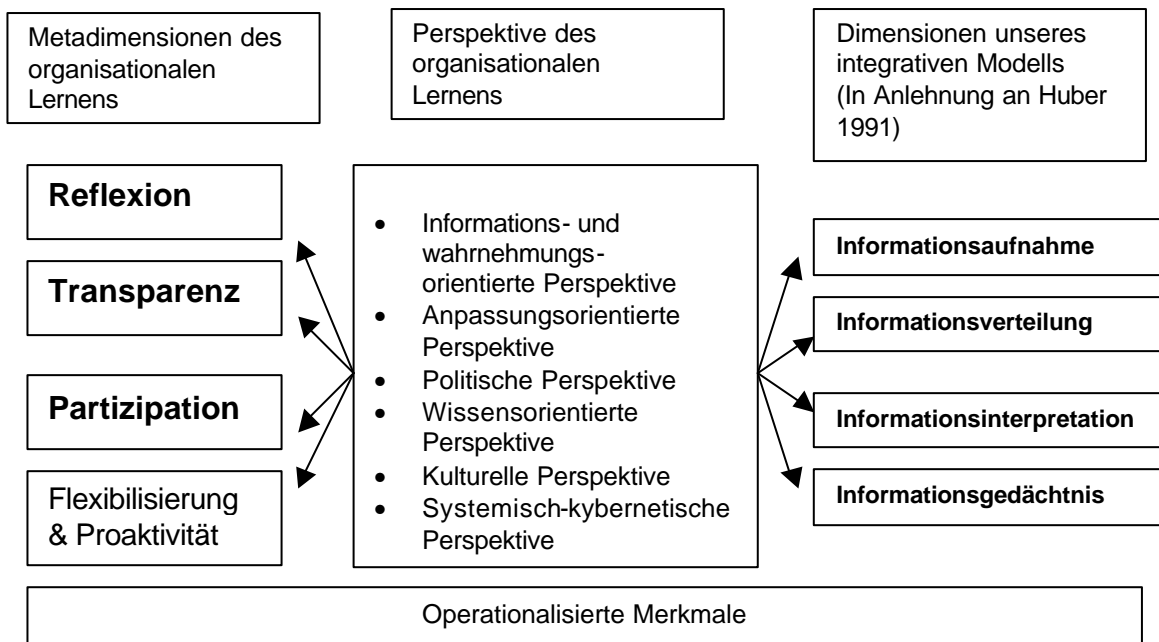 Metadimensionen des
organisationalen
Lernens
Perspektive des
organisationalen
Lernens
Dimensionen unseres
integrativen Modells
(In Anlehnung an Huber
1991)
Reflexion
Transparenz
Partizipation
Flexibilisierung
& Proaktivität
• Informations- und
wahrnehmungs-
orientierte Perspektive
• Anpassungsorientierte
Perspektive
• Politische Perspektive
• Wissensorientierte
Perspektive
• Kulturelle Perspektive
• Systemisch-kybernetische
Perspektive
Informationsaufnahme
Informationsverteilung
Informationsinterpretation
Informationsgedächtnis
Operationalisierte Merkmale